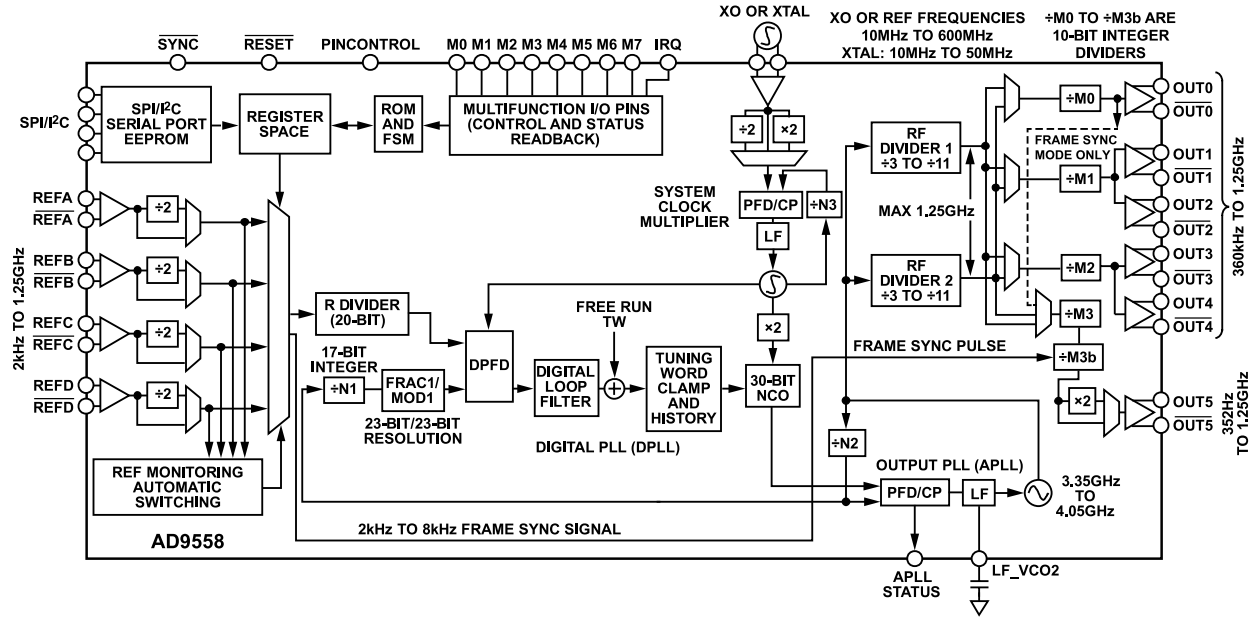 XO OR XTAL
XO OR REF FREQUENCIES
10MHz TO 600MHz
XTAL: 10MHz TO 50MHz
÷M0 TO ÷M3b ARE
10-BIT INTEGER
DIVIDERS
SYNC
RESET
PINCONTROL
M0 M1 M2 M3 M4 M5 M6 M7 IRQ
SPI/I²C
SPI/I²C
SERIAL PORT
EEPROM
REGISTER
SPACE
ROM
AND
FSM
MULTIFUNCTION I/O PINS
(CONTROL AND STATUS
READBACK)
÷2
×2
SYSTEM
CLOCK
MULTIPLIER
PFD/CP
÷N3
LF
×2
RF
DIVIDER 1
÷3 TO ÷11
MAX 1.25GHz
RF
DIVIDER 2
÷3 TO ÷11
÷M0
FRAME SYNC
MODE ONLY
÷M1
÷M2
÷M3
÷M3b
×2
OUT0
OUT0
OUT1
OUT1
OUT2
OUT2
OUT3
OUT3
OUT4
OUT4
OUT5
OUT5
360kHz TO 1.25GHz
352Hz
TO 1.25GHz
2kHz TO 1.25GHz
REFA
REFA
÷2
REFB
REFB
÷2
REFC
REFC
÷2
REFD
REFD
÷2
REF MONITORING
AUTOMATIC
SWITCHING
R DIVIDER
(20-BIT)
17-BIT
INTEGER
÷N1
FRAC1/
MOD1
23-BIT/23-BIT
RESOLUTION
DPFD
DIGITAL
LOOP
FILTER
FREE RUN
TW
TUNING
WORD
CLAMP
AND
HISTORY
30-BIT
NCO
DIGITAL PLL (DPLL)
FRAME SYNC PULSE
÷N2
OUTPUT PLL (APLL)
PFD/CP
LF
3.35GHz
TO
4.05GHz
2kHz TO 8kHz FRAME SYNC SIGNAL
AD9558
APLL
STATUS
LF_VCO2